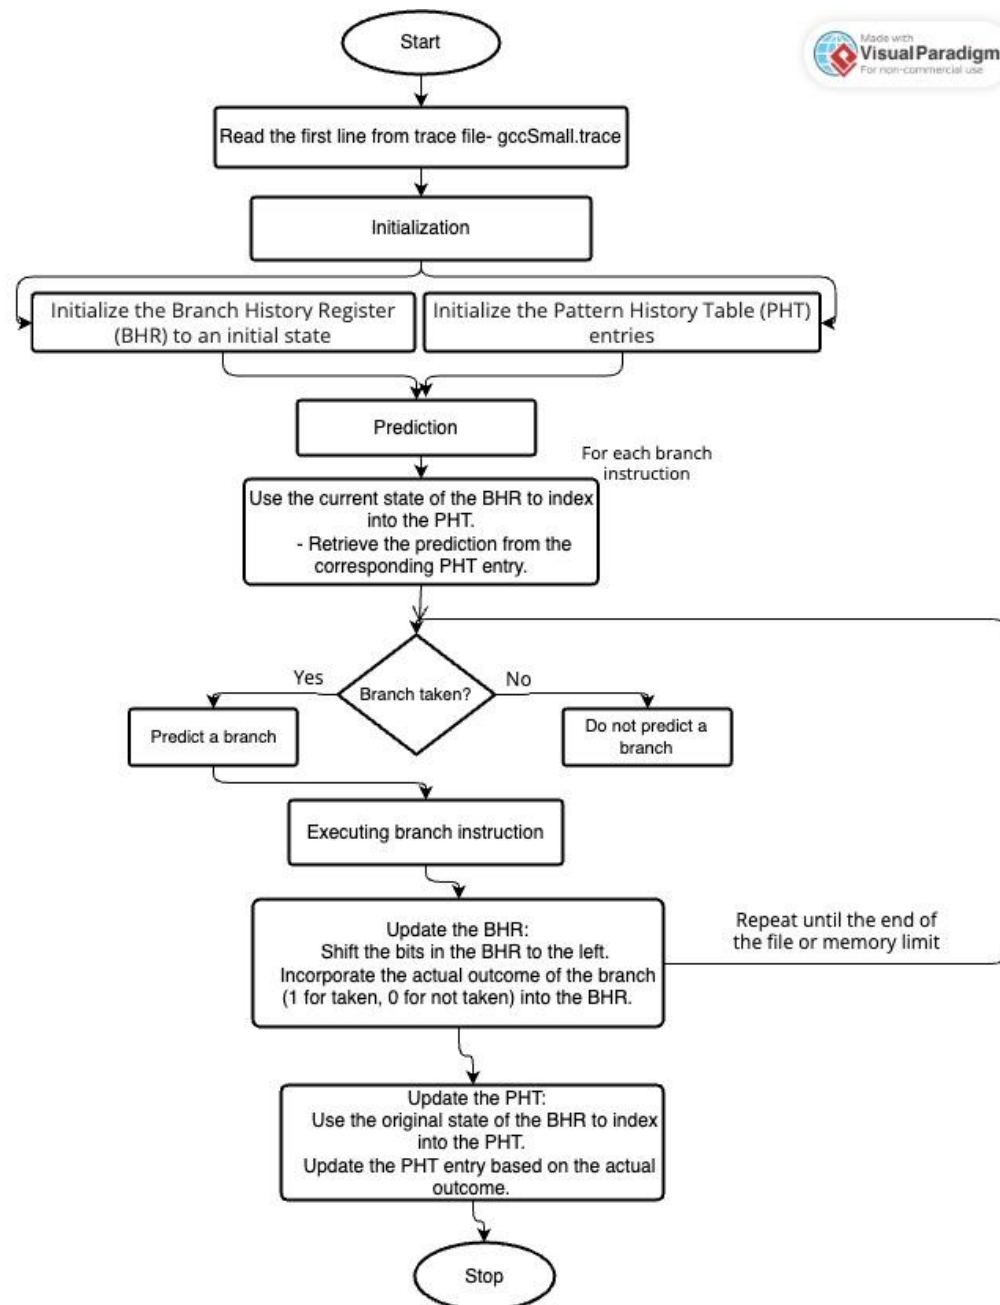 Start
Made with
Visual Paradigm
For non-commercial use
Read the first line from trace file- gccSmall.trace
Initialization
Initialize the Branch History Register
(BHR) to an initial state
Initialize the Pattern History Table (PHT)
entries
Prediction
For each branch
instruction
Use the current state of the BHR to index
into the PHT.
- Retrieve the prediction from the
corresponding PHT entry.
Yes
Branch taken?
No
Predict a branch
Do not predict a
branch
Executing branch instruction
Update the BHR:
Shift the bits in the BHR to the left.
Incorporate the actual outcome of the branch
(1 for taken, 0 for not taken) into the BHR.
Repeat until the end of
the file or memory limit
Update the PHT:
Use the original state of the BHR to index
into the PHT.
Update the PHT entry based on the actual
outcome.
Stop